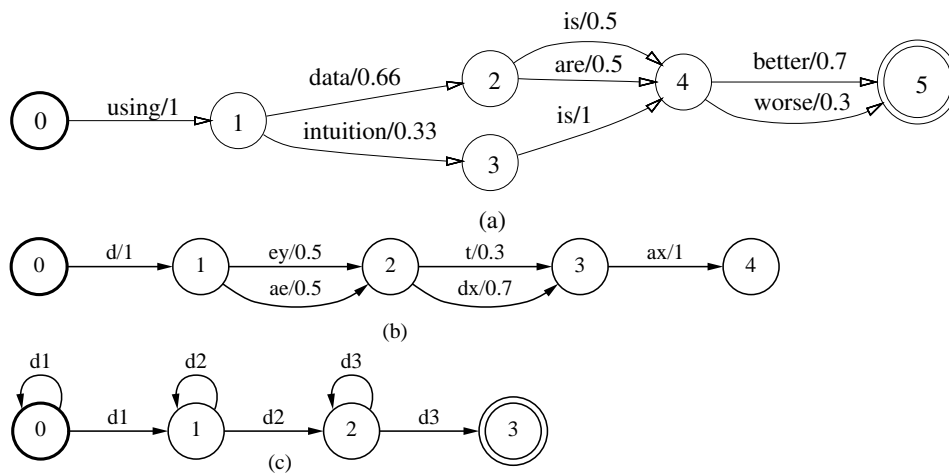 is/0.5
data/0.66 2 are/0.5 better/0.7
0 using/1 1 4 5
intuition/0.33 is/1 worse/0.3
3
(a)
0 d/1 1 ey/0.5 2 t/0.3 3 ax/1 4
ae/0.5 dx/0.7
(b)
d1 d2 d3
0 d1 1 d2 2 d3 3
(c)